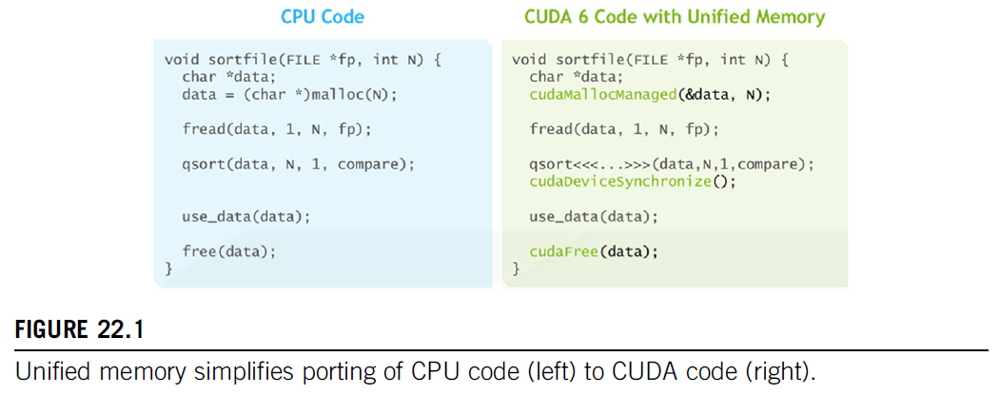 CPU Code
void sortfile(FILE *fp, int N) {
  char *data;
  data = (char *)malloc(N);
  fread(data, 1, N, fp);
  qsort(data, N, 1, compare);
  use_data(data);
  free(data);
}
CUDA 6 Code with Unified Memory
void sortfile(FILE *fp, int N) {
  char *data;
  cudaMallocManaged(&data, N);
  fread(data, 1, N, fp);
  qsort<<<...>>>(data,N,1,compare);
  cudaDeviceSynchronize();
  use_data(data);
  cudaFree(data);
}
FIGURE 22.1
Unified memory simplifies porting of CPU code (left) to CUDA code (right).